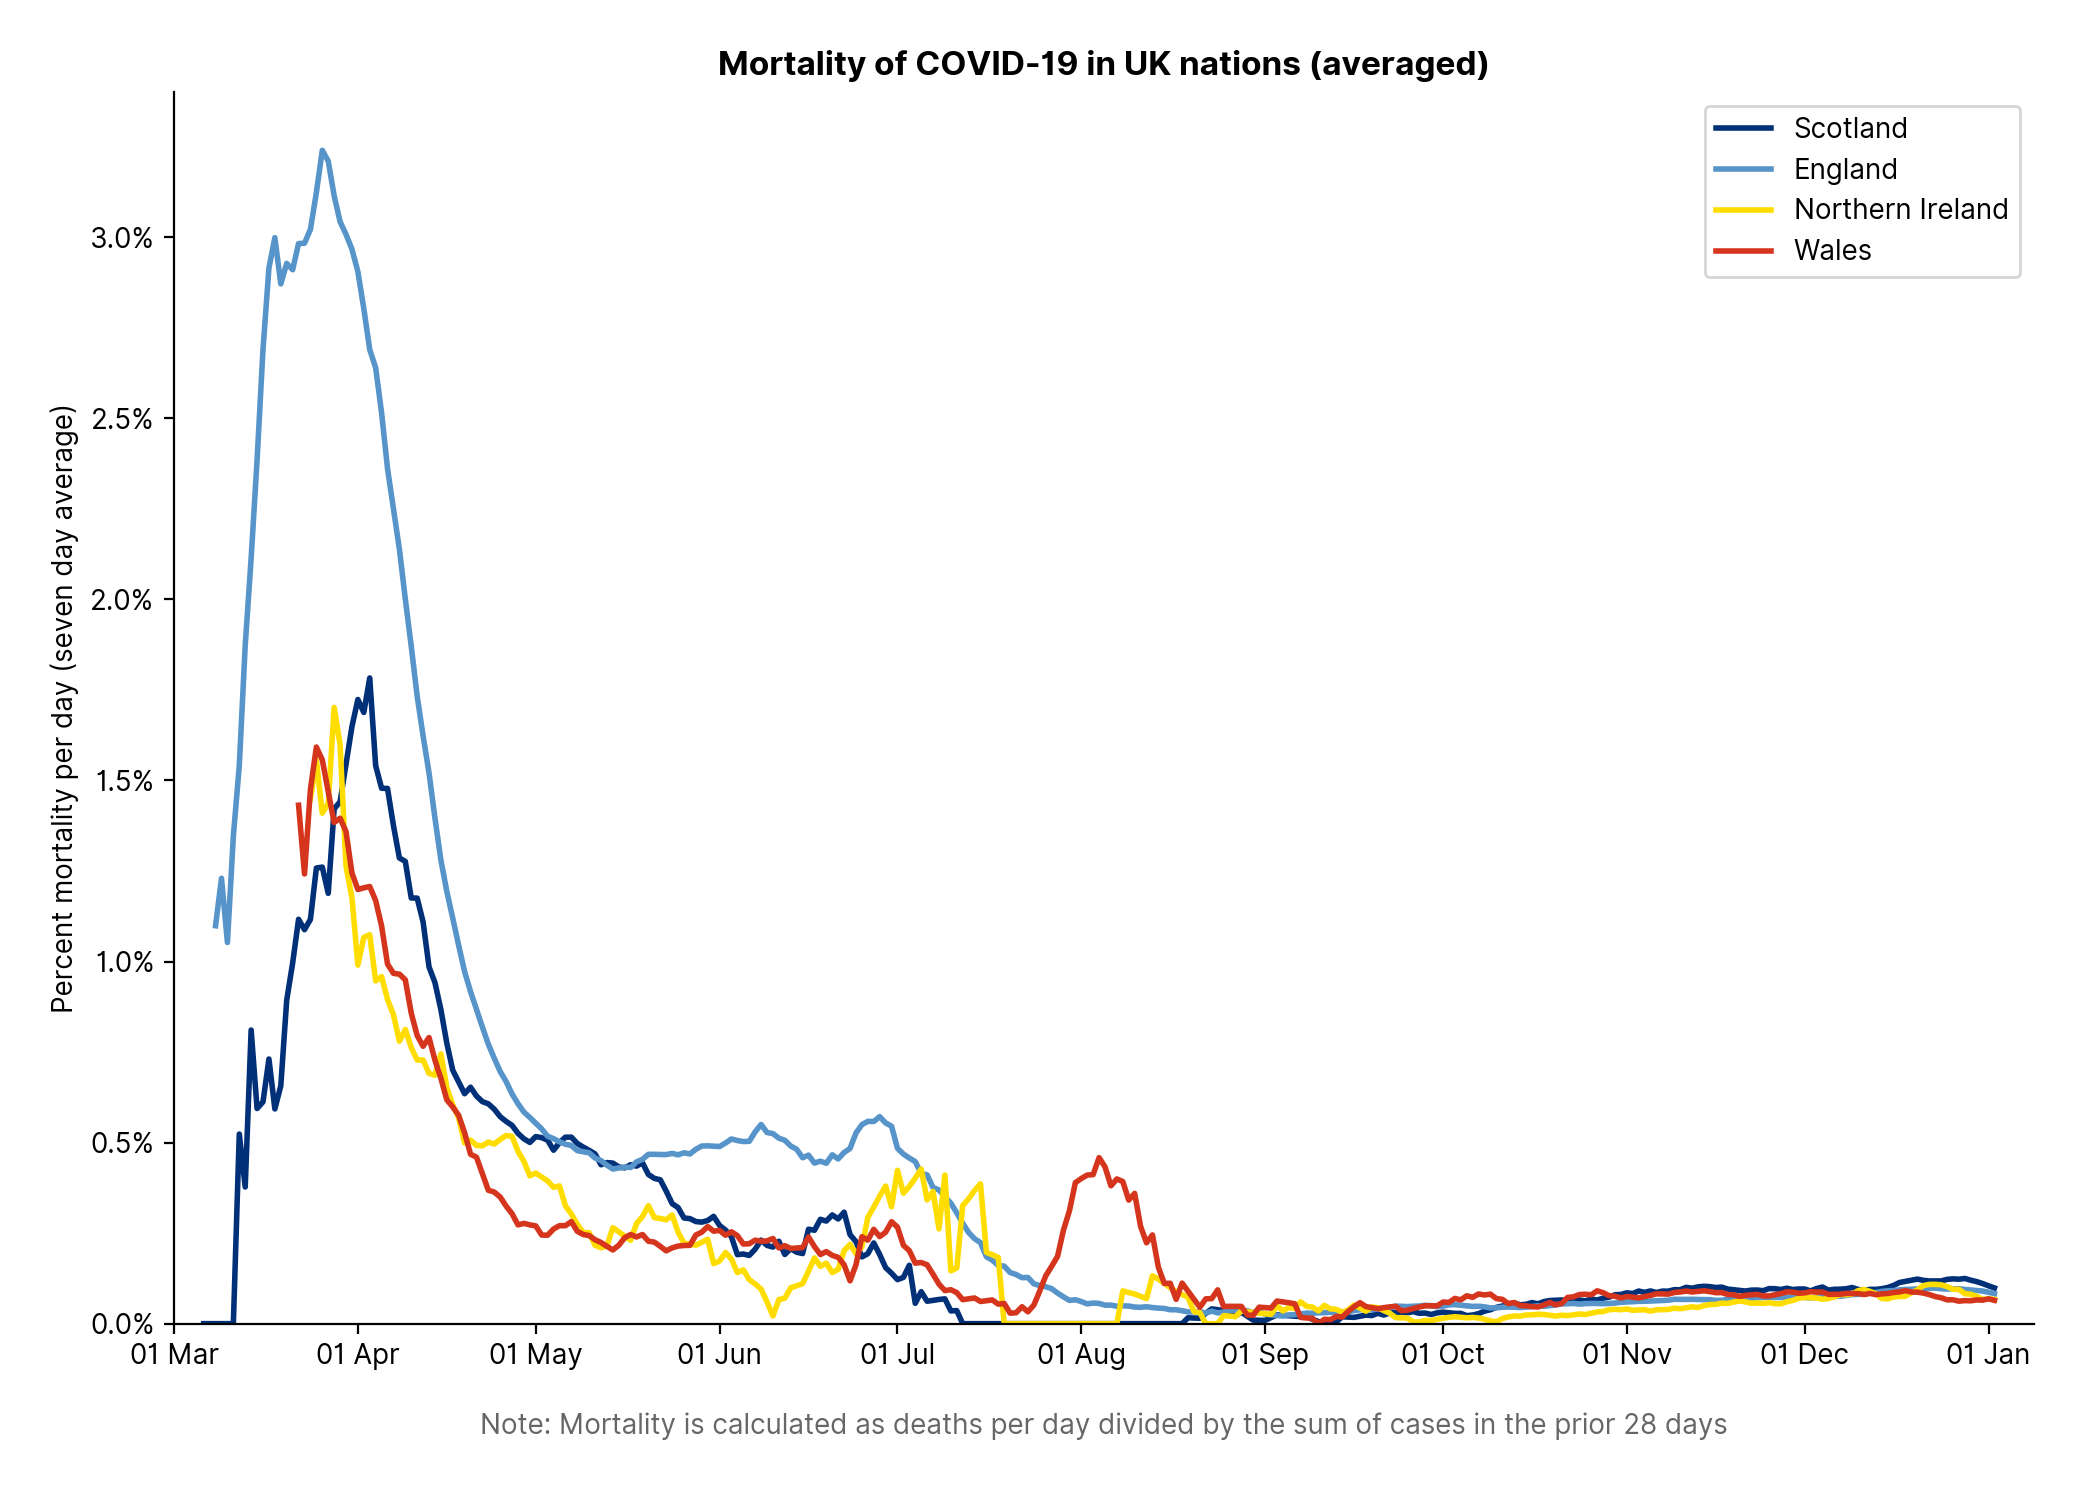 Mortality of COVID-19 in UK nations (averaged)
Scotland
England
Northern Ireland
Wales
Percent mortality per day (seven day average)
3.0%
2.5%
2.0%
1.5%
1.0%
0.5%
0.0%
01 Mar
01 Apr
01 May
01 Jun
01 Jul
01 Aug
01 Sep
01 Oct
01 Nov
01 Dec
01 Jan
Note: Mortality is calculated as deaths per day divided by the sum of cases in the prior 28 days